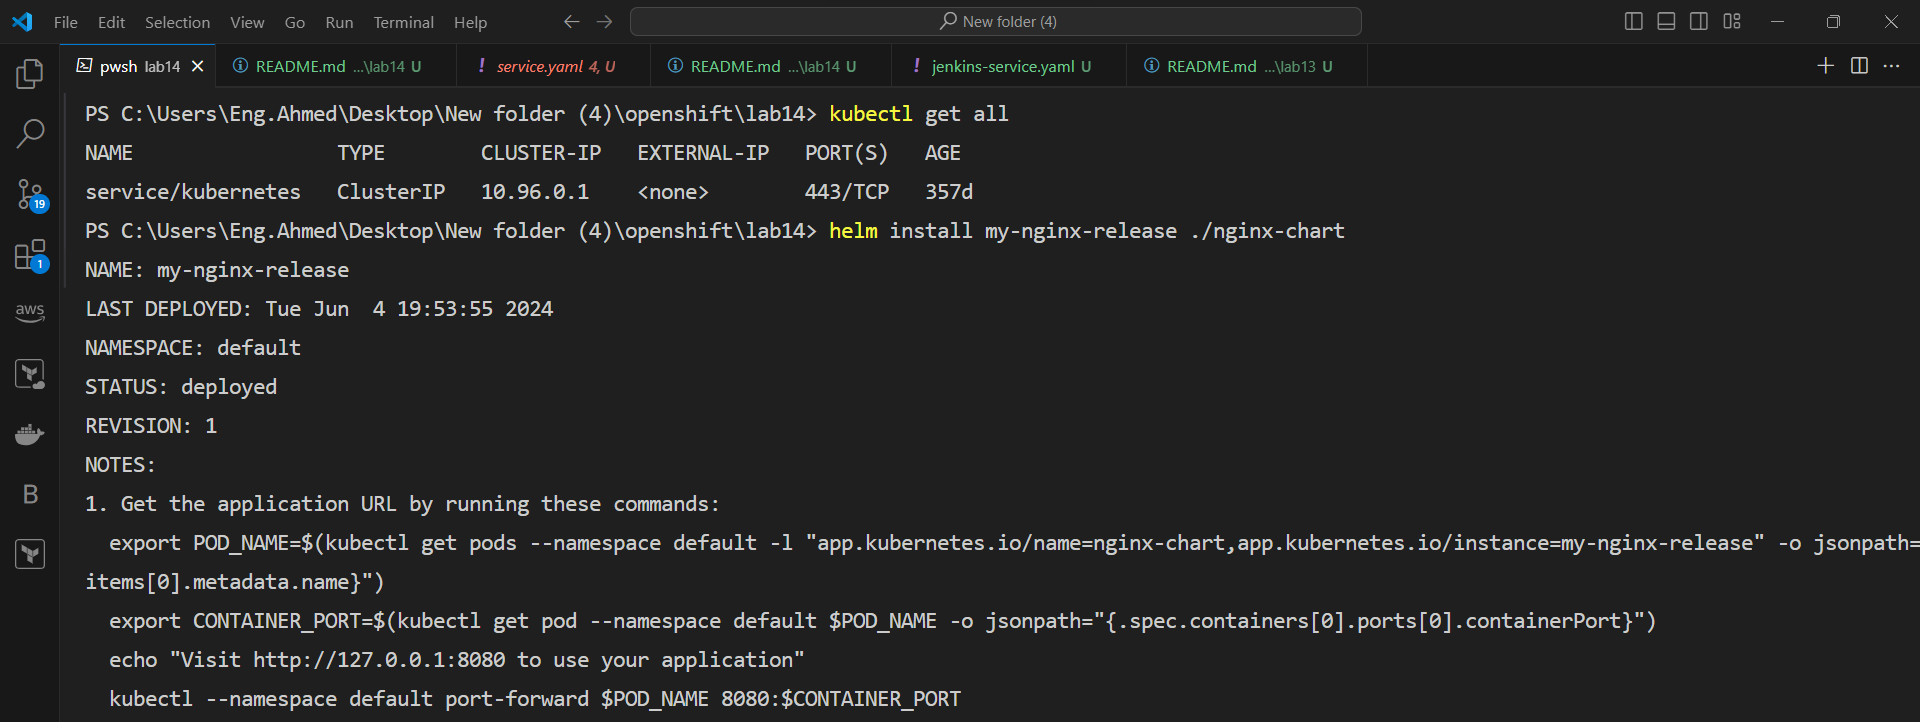 File Edit Selection View Go Run Terminal Help New folder (4)
pwsh lab14 README.md ...\lab14 U ! service.yaml 4, U README.md ...\lab14 U ! jenkins-service.yaml U README.md ...\lab13 U
PS C:\Users\Eng.Ahmed\Desktop\New folder (4)\openshift\lab14> kubectl get all
NAME TYPE CLUSTER-IP EXTERNAL-IP PORT(S) AGE
service/kubernetes ClusterIP 10.96.0.1 <none> 443/TCP 357d
PS C:\Users\Eng.Ahmed\Desktop\New folder (4)\openshift\lab14> helm install my-nginx-release ./nginx-chart
NAME: my-nginx-release
LAST DEPLOYED: Tue Jun  4 19:53:55 2024
NAMESPACE: default
STATUS: deployed
REVISION: 1
NOTES:
1. Get the application URL by running these commands:
export POD_NAME=$(kubectl get pods --namespace default -l "app.kubernetes.io/name=nginx-chart,app.kubernetes.io/instance=my-nginx-release" -o jsonpath=
items[0].metadata.name}")
export CONTAINER_PORT=$(kubectl get pod --namespace default $POD_NAME -o jsonpath="{.spec.containers[0].ports[0].containerPort}")
echo "Visit http://127.0.0.1:8080 to use your application"
kubectl --namespace default port-forward $POD_NAME 8080:$CONTAINER_PORT
19
1
aws
B